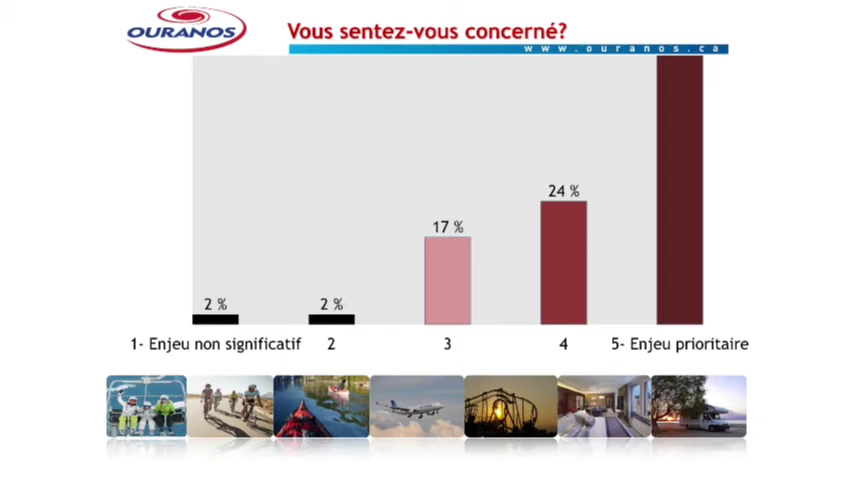 OURANOS
Vous sentez-vous concerné?
www.ouranos.ca
24 %
17 %
2 %
2 %
1- Enjeu non significatif
2
3
4
5- Enjeu prioritaire